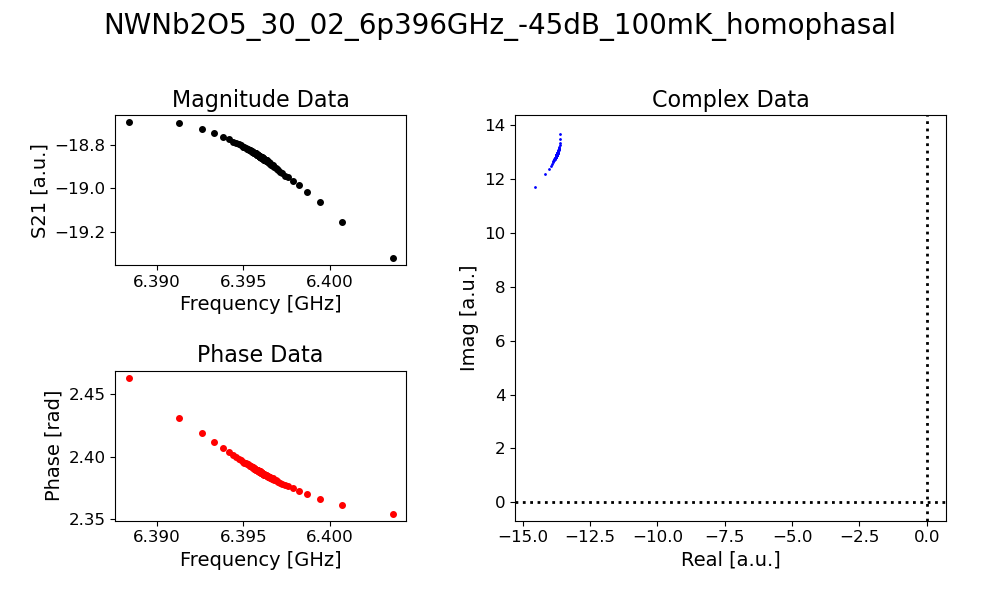 NWNb2O5_30_02_6p396GHz_-45dB_100mK_homophasal
Magnitude Data
S21 [a.u.]
−18.8
−19.0
−19.2
6.390
6.395
6.400
Frequency [GHz]
Phase Data
Phase [rad]
2.45
2.40
2.35
6.390
6.395
6.400
Frequency [GHz]
Complex Data
Imag [a.u.]
14
12
10
8
6
4
2
0
−15.0
−12.5
−10.0
−7.5
−5.0
−2.5
0.0
Real [a.u.]